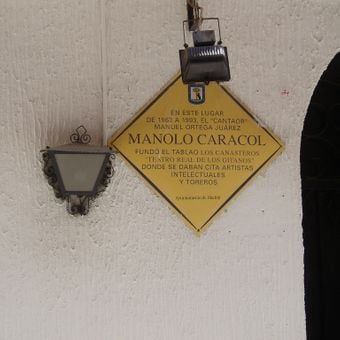 EN ESTE LUGAR
DE 1963 A 1993, EL "CANTAOR"
MANUEL ORTEGA JUAREZ
MANOLO CARACOL
FUNDÓ EL TABLAO LOS CANASTEROS
"TEATRO REAL DE LOS GITANOS"
DONDE SE DABAN CITA ARTISTAS
INTELECTUALES
Y TOREROS